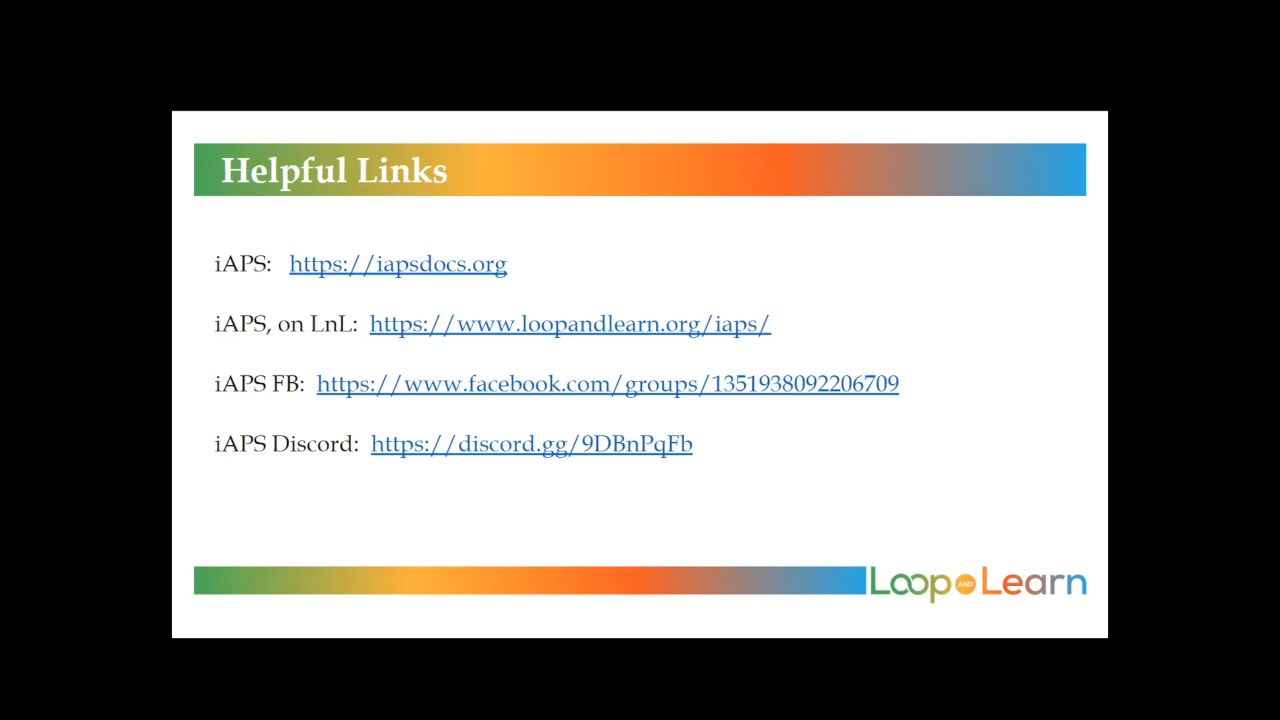 Helpful Links
iAPS: https://iapsdocs.org
iAPS, on LnL: https://www.loopandlearn.org/iaps/
iAPS FB: https://www.facebook.com/groups/1351938092206709
iAPS Discord: https://discord.gg/9DBnPqFb
Loop AND Learn